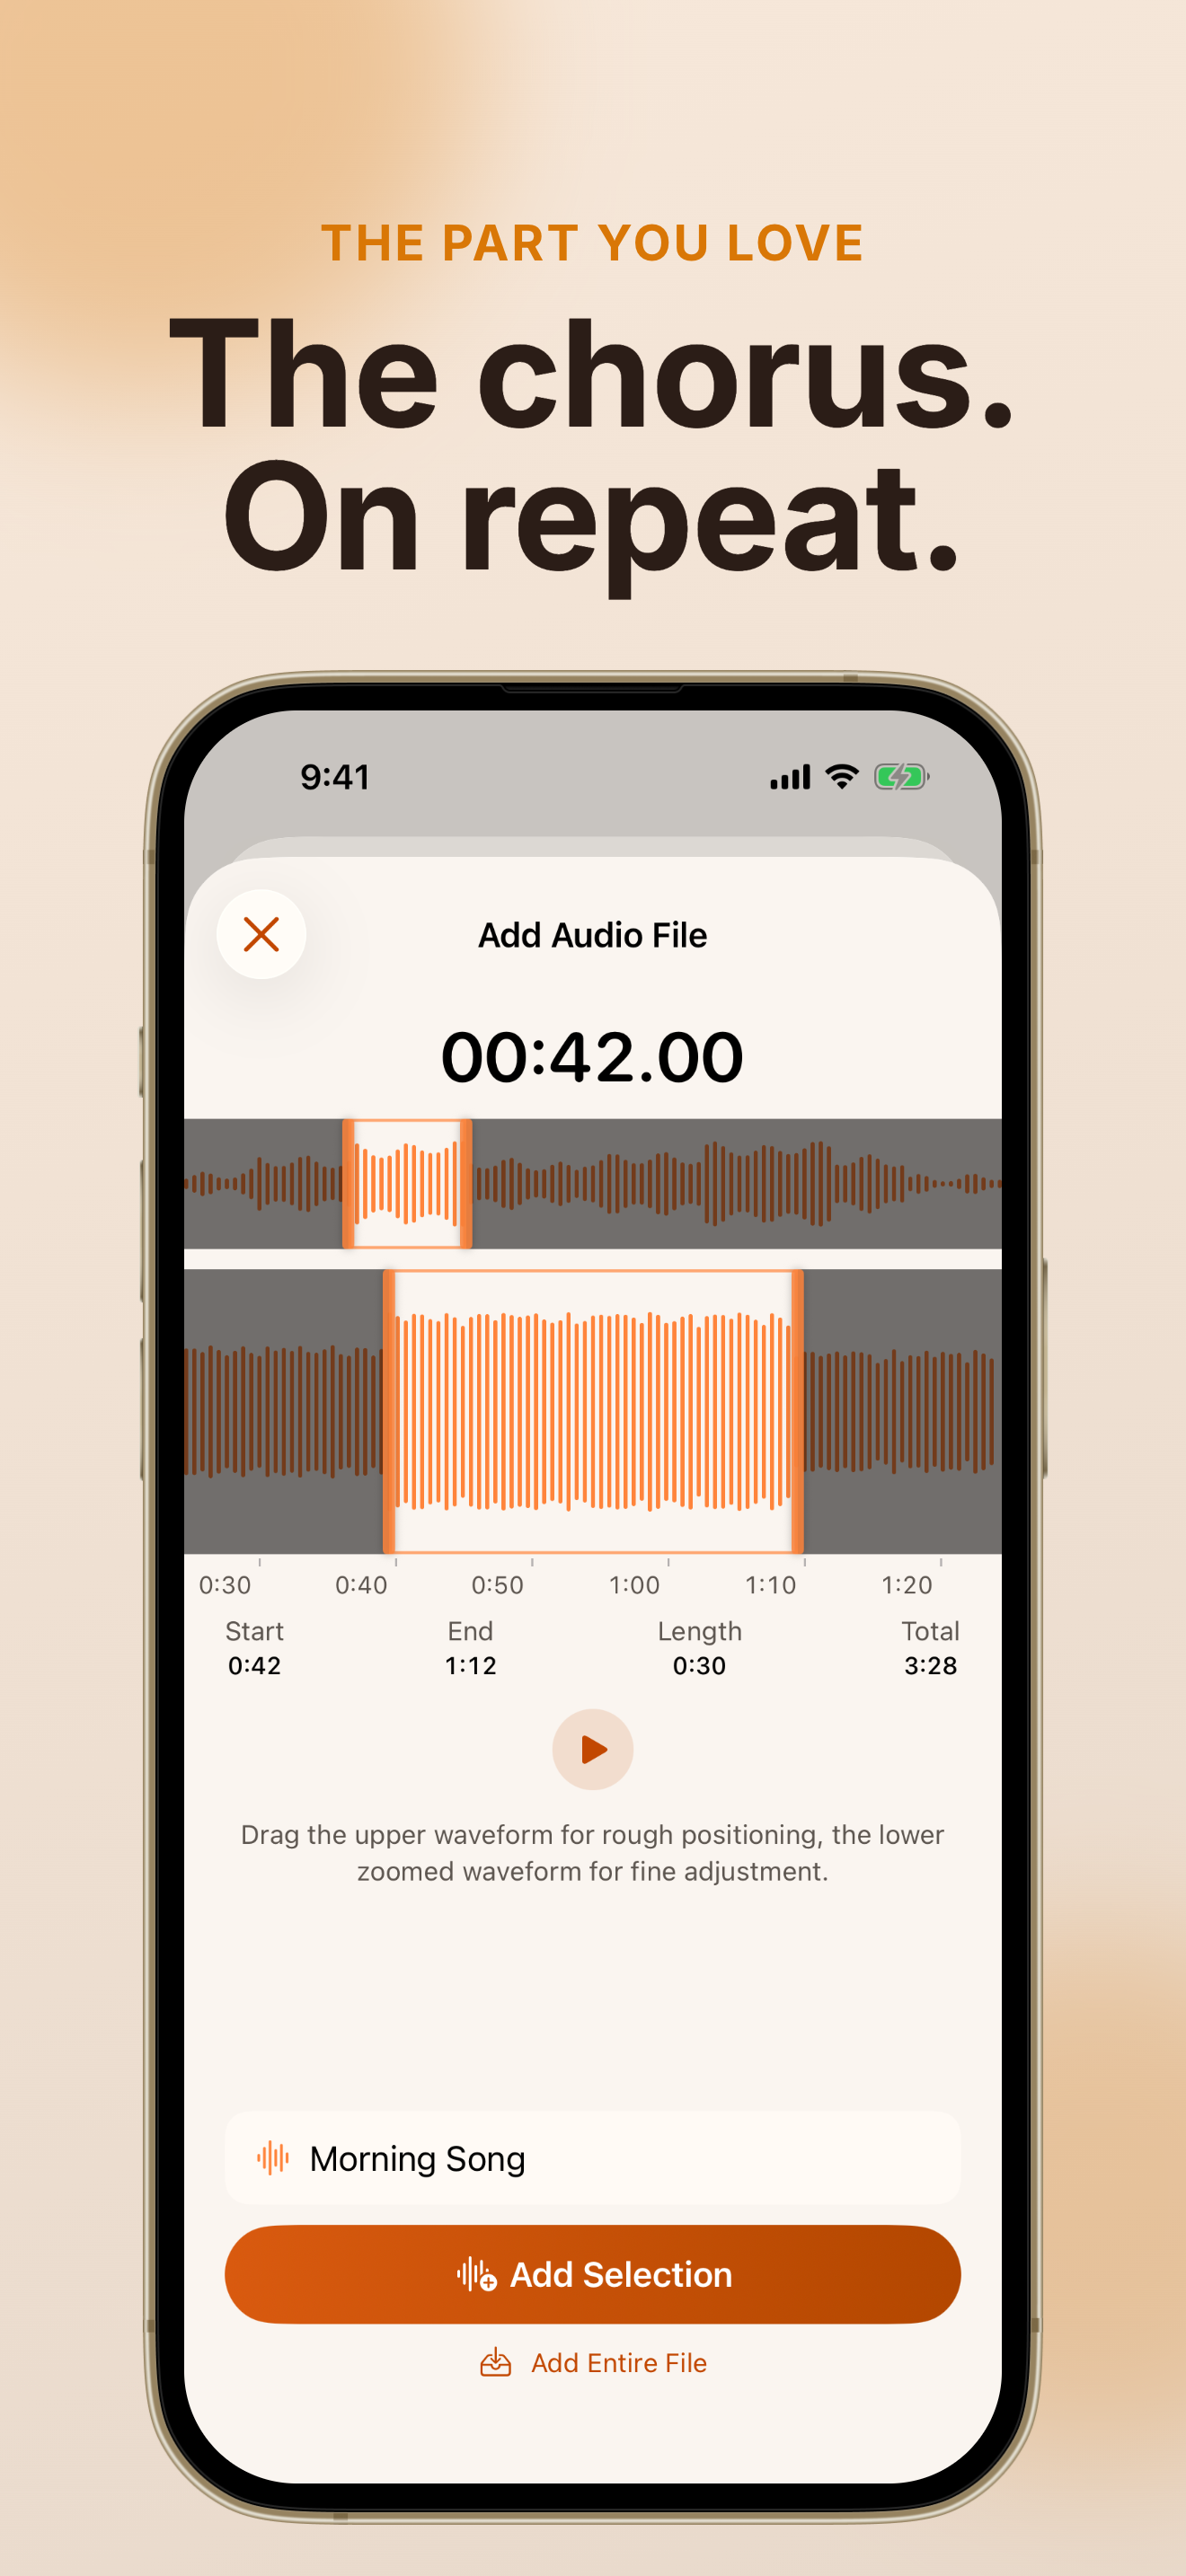 THE PART YOU LOVE
The chorus.
On repeat.
9:41
Add Audio File
00:42.00
0:30 0:40 0:50 1:00 1:10 1:20
Start End Length Total
0:42 1:12 0:30 3:28
Drag the upper waveform for rough positioning, the lower
zoomed waveform for fine adjustment.
Morning Song
Add Selection
Add Entire File